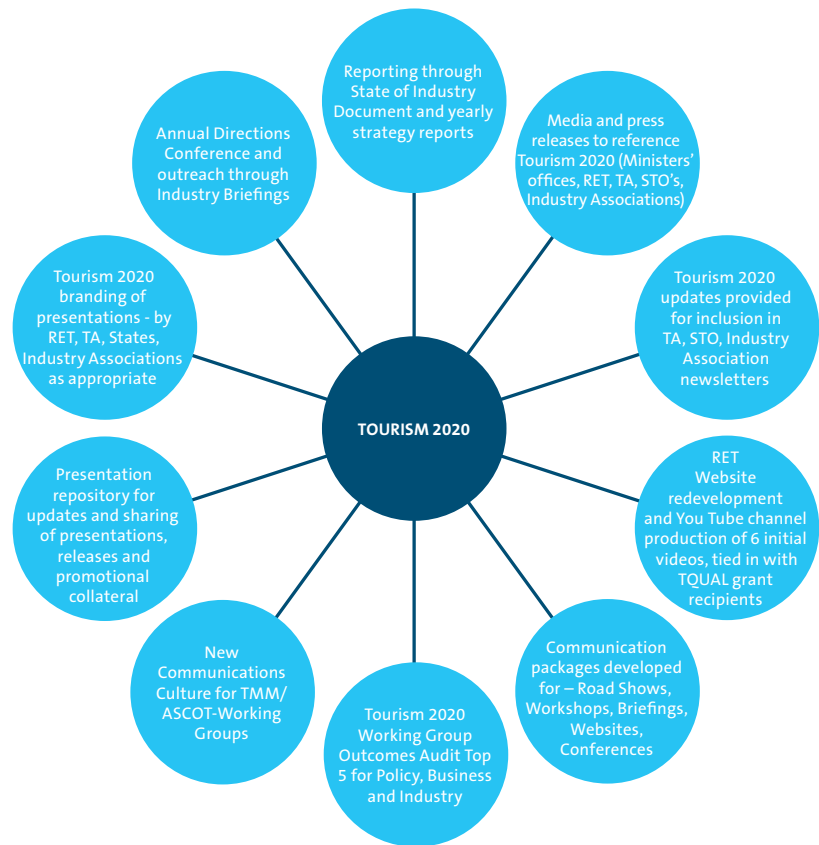 Reporting through
State of Industry
Document and yearly
strategy reports
Media and press
releases to reference
Tourism 2020 (Ministers’
offices, RET, TA, STO’s,
Industry Associations)
Tourism 2020
updates provided
for inclusion in
TA, STO, Industry
Association
newsletters
RET
Website
redevelopment
and You Tube channel
production of 6 initial
videos, tied in with
TQUAL grant
recipients
Communication
packages developed
for – Road Shows,
Workshops, Briefings,
Websites,
Conferences
Tourism 2020
Working Group
Outcomes Audit Top
5 for Policy, Business
and Industry
New
Communications
Culture for TMM/
ASCOT-Working
Groups
Presentation
repository for
updates and sharing
of presentations,
releases and
promotional
collateral
Tourism 2020
branding of
presentations - by
RET, TA, States,
Industry Associations
as appropriate
Annual Directions
Conference and
outreach through
Industry Briefings
TOURISM 2020